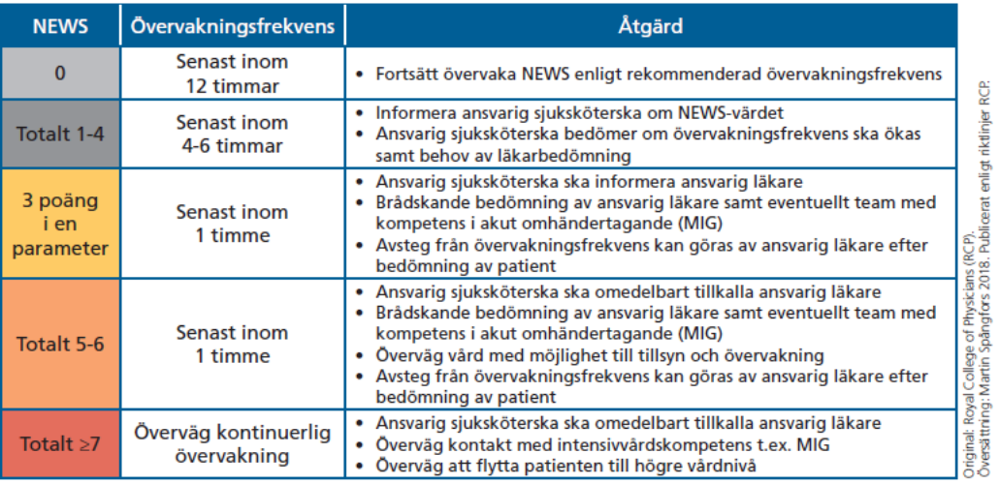 NEWS
Övervakningsfrekvens
Åtgärd
0
Senast inom
12 timmar
• Fortsätt övervaka NEWS enligt rekommenderad övervakningsfrekvens
Totalt 1-4
Senast inom
4-6 timmar
• Informera ansvarig sjuksköterska om NEWS-värdet
• Ansvarig sjuksköterska bedömer om övervakningsfrekvens ska ökas
samt behov av läkarbedömning
3 poäng
i en
parameter
Senast inom
1 timme
• Ansvarig sjuksköterska ska informera ansvarig läkare
• Brådskande bedömning av ansvarig läkare samt eventuellt team med
kompetens i akut omhändertagande (MIG)
• Avsteg från övervakningsfrekvens kan göras av ansvarig läkare efter
bedömning av patient
Totalt 5-6
Senast inom
1 timme
• Ansvarig sjuksköterska ska omedelbart tillkalla ansvarig läkare
• Brådskande bedömning av ansvarig läkare samt eventuellt team med
kompetens i akut omhändertagande (MIG)
• Överväg vård med möjlighet till tillsyn och övervakning
• Avsteg från övervakningsfrekvens kan göras av ansvarig läkare efter
bedömning av patient
Totalt ≥7
Överväg kontinuerlig
övervakning
• Ansvarig sjuksköterska ska omedelbart tillkalla ansvarig läkare
• Överväg kontakt med intensivvårdskompetens t.ex. MIG
• Överväg att flytta patienten till högre vårdnivå
Original: Royal College of Physicians (RCP).
Översättning: Martin Spångfors 2018. Publicerat enligt riktlinjer RCP.